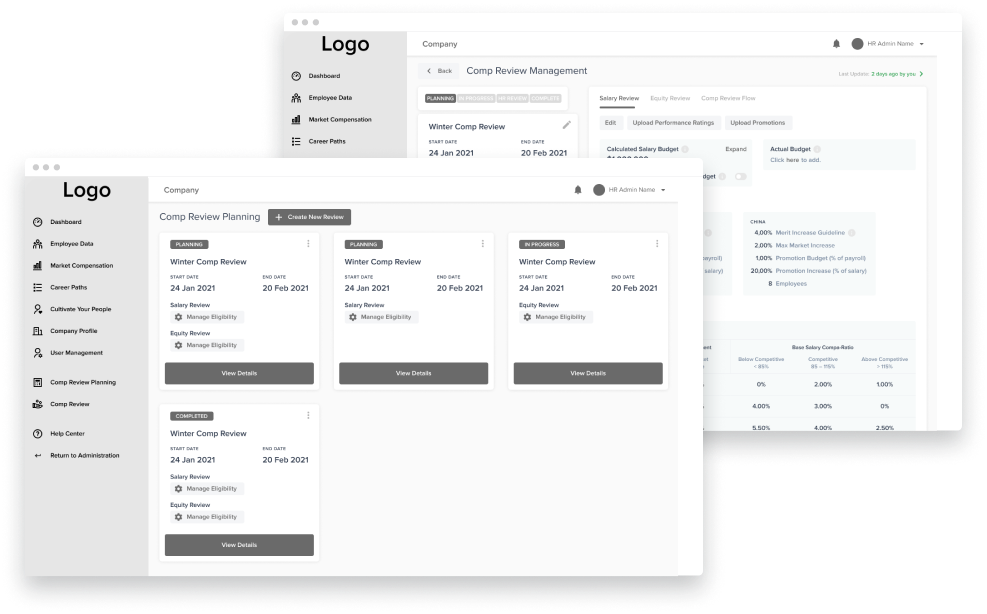 Logo
Company
HR Admin Name
Dashboard
Employee Data
Market Compensation
Career Paths
Back
Comp Review Management
Last Update: 2 days ago by you
PLANNING
IN PROGRESS
HR REVIEW
COMPLETE
Winter Comp Review
START DATE
END DATE
24 Jan 2021
20 Feb 2021
Salary Review
Equity Review
Comp Review Flow
Edit
Upload Performance Ratings
Upload Promotions
Calculated Salary Budget
Expand
Actual Budget
Click here to add.
CHINA
4,00% Merit Increase Guideline
2,00% Max Market Increase
1,00% Promotion Budget (% of payroll)
20,00% Promotion Increase (% of salary)
8 Employees
payroll)
salary)
Base Salary Compa-Ratio
Below Competitive
< 85%
Competitive
85 – 115%
Above Competitive
> 115%
0%
2.00%
1.00%
4.00%
3.00%
0%
5.50%
4.00%
2.50%
Logo
Company
HR Admin Name
Dashboard
Employee Data
Market Compensation
Career Paths
Cultivate Your People
Company Profile
User Management
Comp Review Planning
Comp Review
Help Center
Return to Administration
Comp Review Planning
+ Create New Review
PLANNING
Winter Comp Review
START DATE
END DATE
24 Jan 2021
20 Feb 2021
Salary Review
Manage Eligibility
Equity Review
Manage Eligibility
View Details
PLANNING
Winter Comp Review
START DATE
END DATE
24 Jan 2021
20 Feb 2021
Salary Review
Manage Eligibility
View Details
IN PROGRESS
Winter Comp Review
START DATE
END DATE
24 Jan 2021
20 Feb 2021
Equity Review
Manage Eligibility
View Details
COMPLETED
Winter Comp Review
START DATE
END DATE
24 Jan 2021
20 Feb 2021
Salary Review
Manage Eligibility
Equity Review
Manage Eligibility
View Details